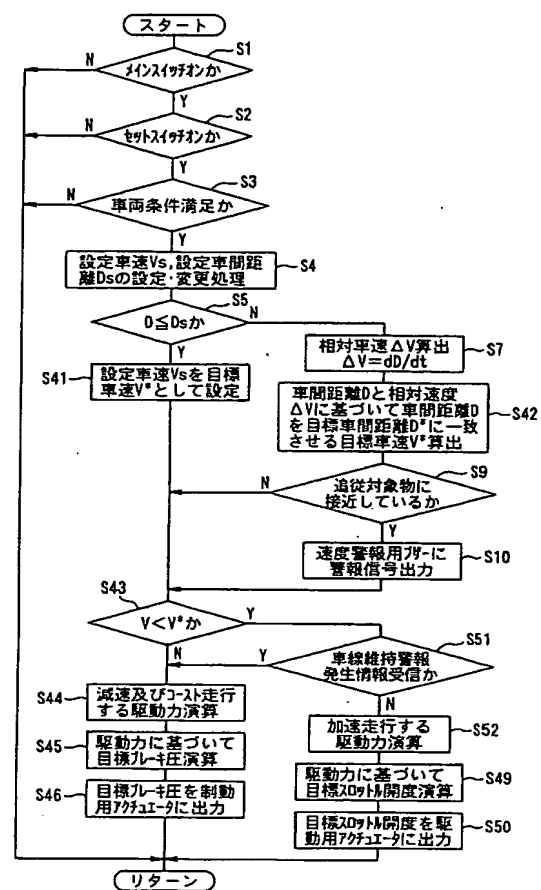 スタート
S1
メインスイッチオンか
N
Y
S2
セットスイッチオンか
N
Y
S3
車両条件満足か
N
Y
設定車速Vs,設定車間距
離Dsの設定・変更処理
S4
S5
D≦Dsか
N
Y
S41
設定車速Vsを目標
車速V*として設定
相対車速ΔV算出
ΔV=dD/dt
S7
車間距離Dと相対速度
ΔVに基づいて車間距離D
を目標車間距離D*に一致
させる目標車速V*算出
S42
S9
追従対象物に
接近しているか
N
Y
速度警報用ブザーに
警報信号出力
S10
S43
V<V*か
Y
N
S51
車線維持警報
発生情報受信か
Y
N
S44
減速及びコースト走行
する駆動力演算
加速走行する
駆動力演算
S52
S45
駆動力に基づいて
目標ブレーキ圧演算
駆動力に基づいて
目標スロットル開度演算
S49
S46
目標ブレーキ圧を制動
用アクチュエータに出力
目標スロットル開度を駆
動用アクチュエータに出力
S50
リターン